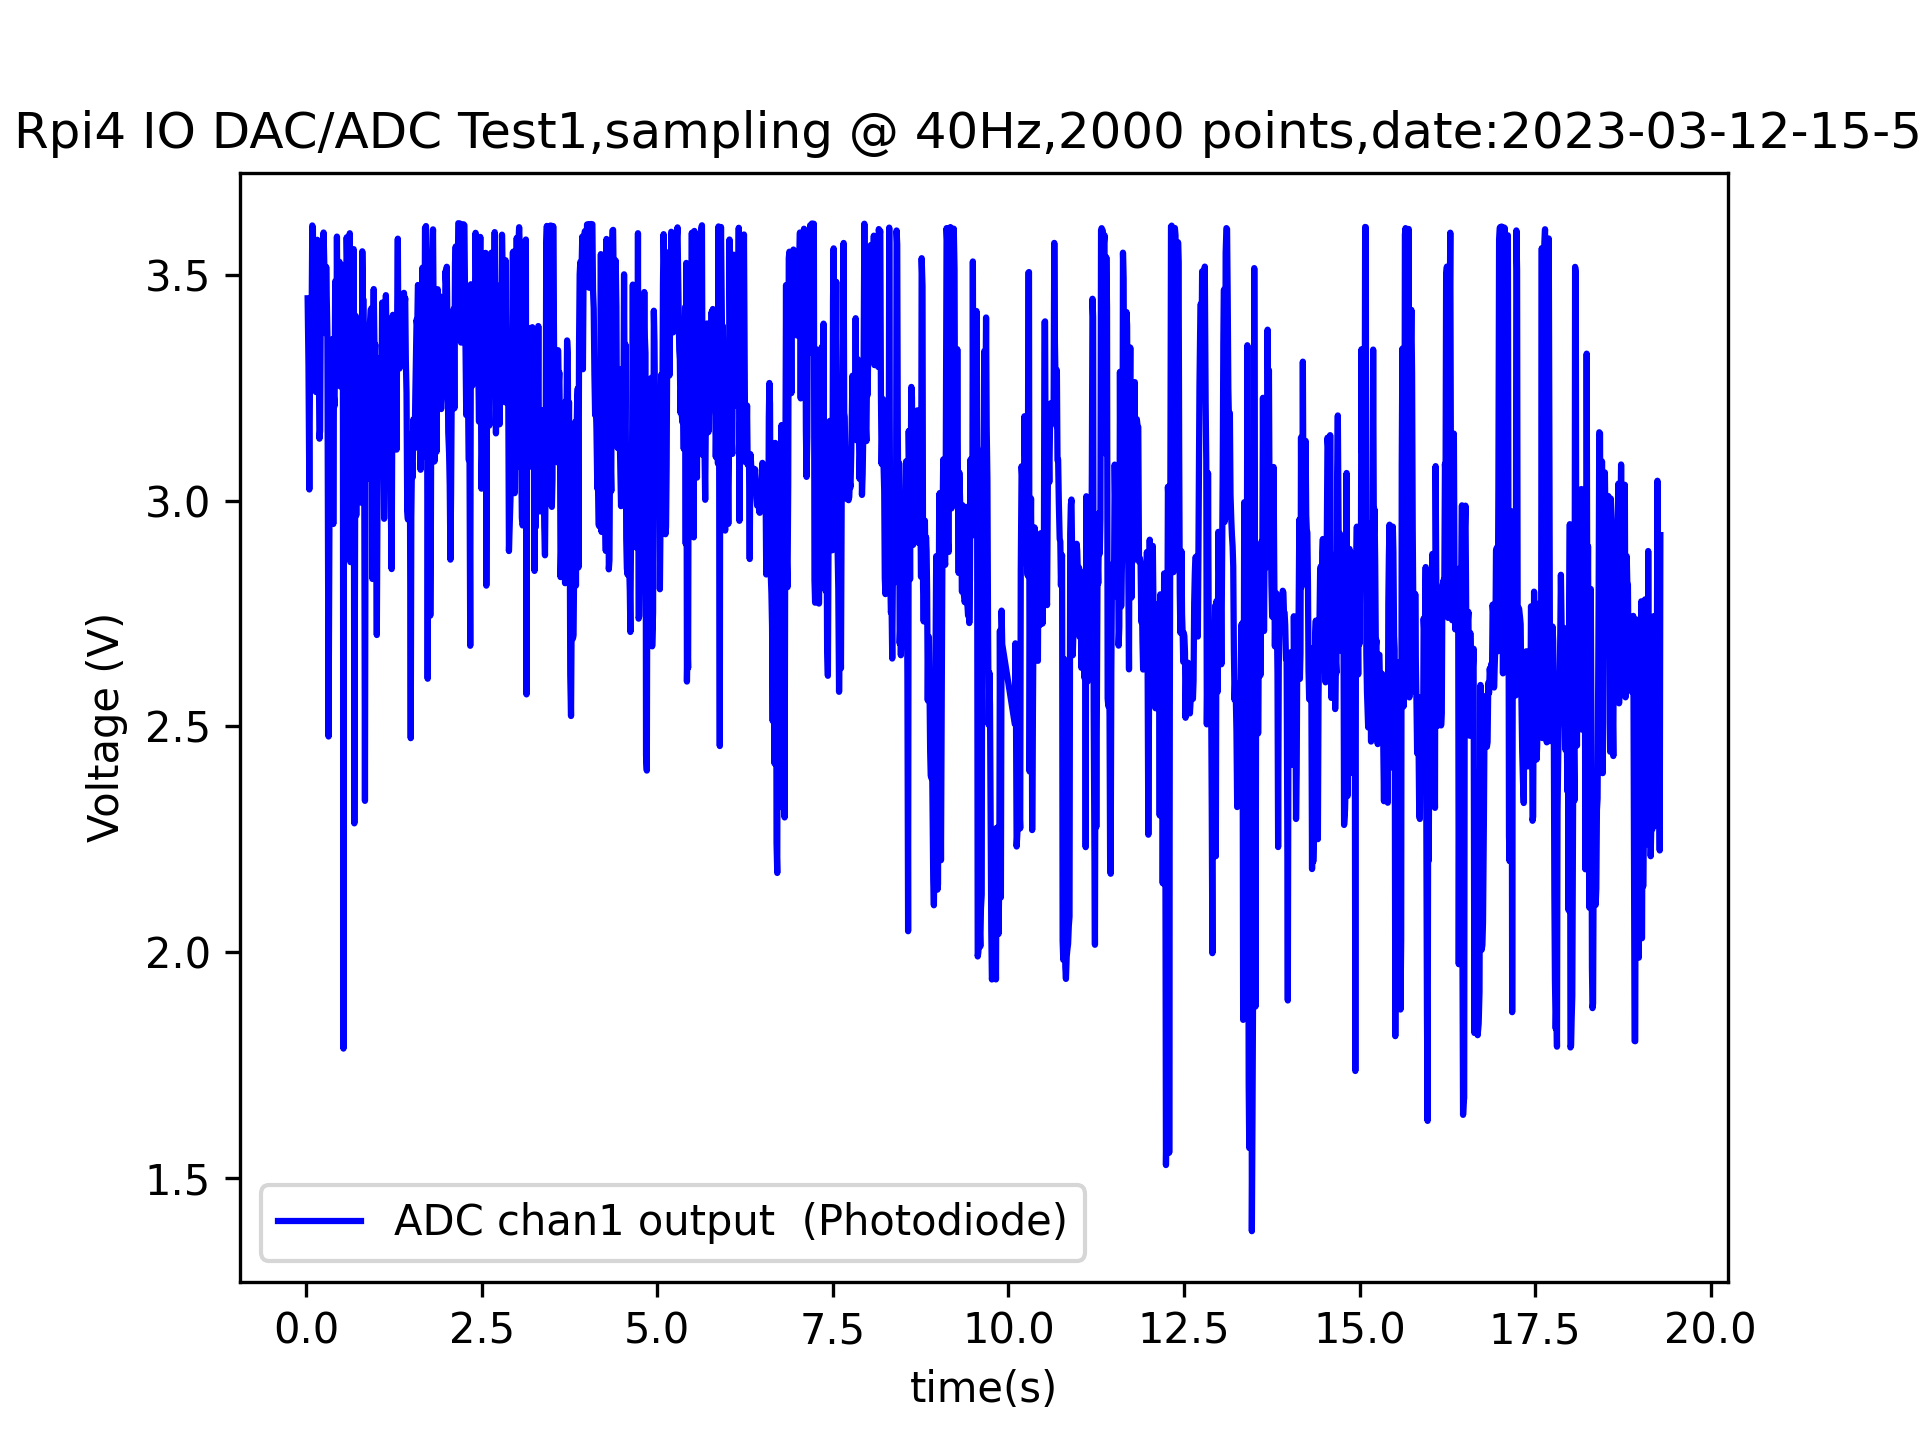 Rpi4 IO DAC/ADC Test1,sampling @ 40Hz,2000 points,date:2023-03-12-15-5
Voltage (V)
3.5
3.0
2.5
2.0
1.5
ADC chan1 output  (Photodiode)
0.0 2.5 5.0 7.5 10.0 12.5 15.0 17.5 20.0
time(s)